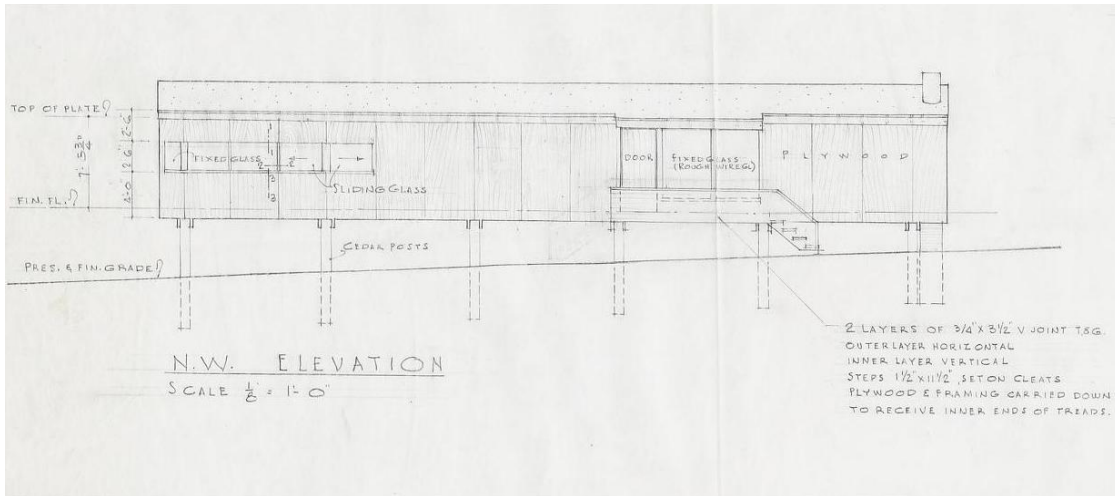 TOP OF PLATE
2'-6"
7'-5 3/4"
2'-6"
4'-0"
FIXED GLASS
SLIDING GLASS
DOOR
FIXED GLASS
(ROUGH WIRE GL)
PLYWOOD
FIN. FL.
CEDAR POSTS
PRES. & FIN. GRADE
2 LAYERS OF 3/4" X 3 1/2" V JOINT T.&G.
OUTER LAYER HORIZONTAL
INNER LAYER VERTICAL
STEPS 1 1/2" X 11 1/2", SET ON CLEATS
PLYWOOD & FRAMING CARRIED DOWN
TO RECEIVE INNER ENDS OF TREADS.
N.W. ELEVATION
SCALE 1/8" = 1'-0"